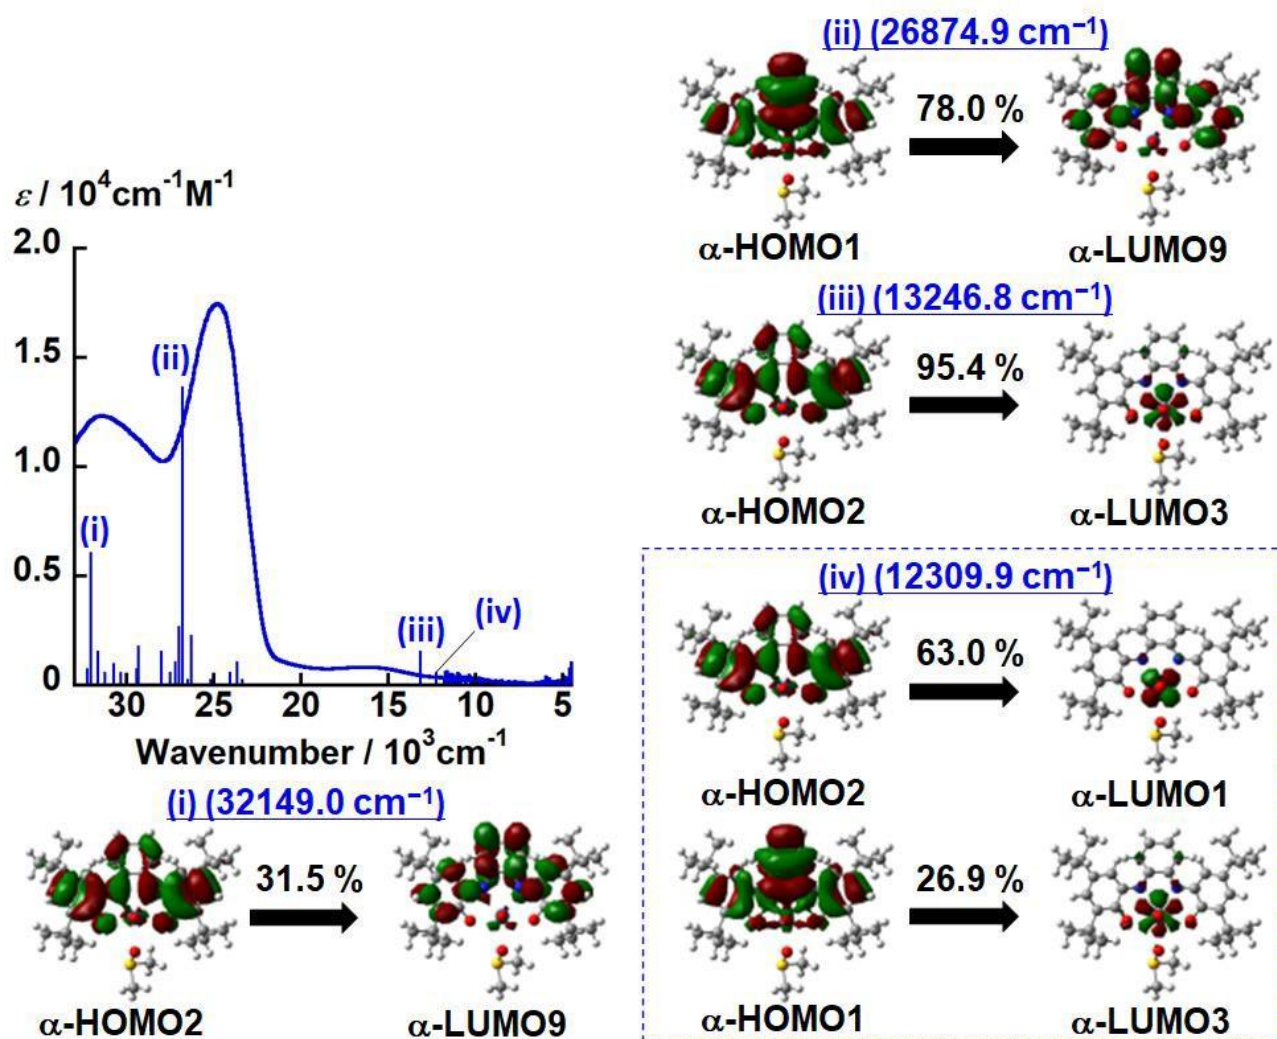 (ii) (26874.9 cm⁻¹)
78.0 %
α-HOMO1
α-LUMO9
ε / 10⁴cm⁻¹M⁻¹
2.0
1.5
1.0
0.5
0
(i)
(ii)
(iii)
(iv)
30
25
20
15
10
5
Wavenumber / 10³cm⁻¹
(iii) (13246.8 cm⁻¹)
95.4 %
α-HOMO2
α-LUMO3
(iv) (12309.9 cm⁻¹)
63.0 %
α-HOMO2
α-LUMO1
26.9 %
α-HOMO1
α-LUMO3
(i) (32149.0 cm⁻¹)
31.5 %
α-HOMO2
α-LUMO9